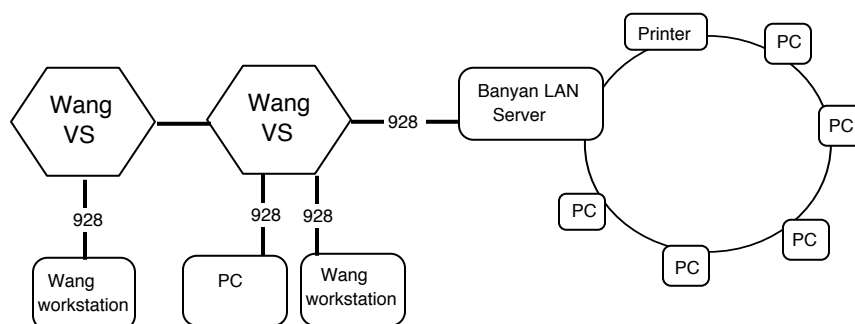 Printer
PC
Banyan LAN
Server
Wang
VS
Wang
VS
928
PC
928
928
928
PC
PC
PC
Wang
workstation
PC
Wang
workstation